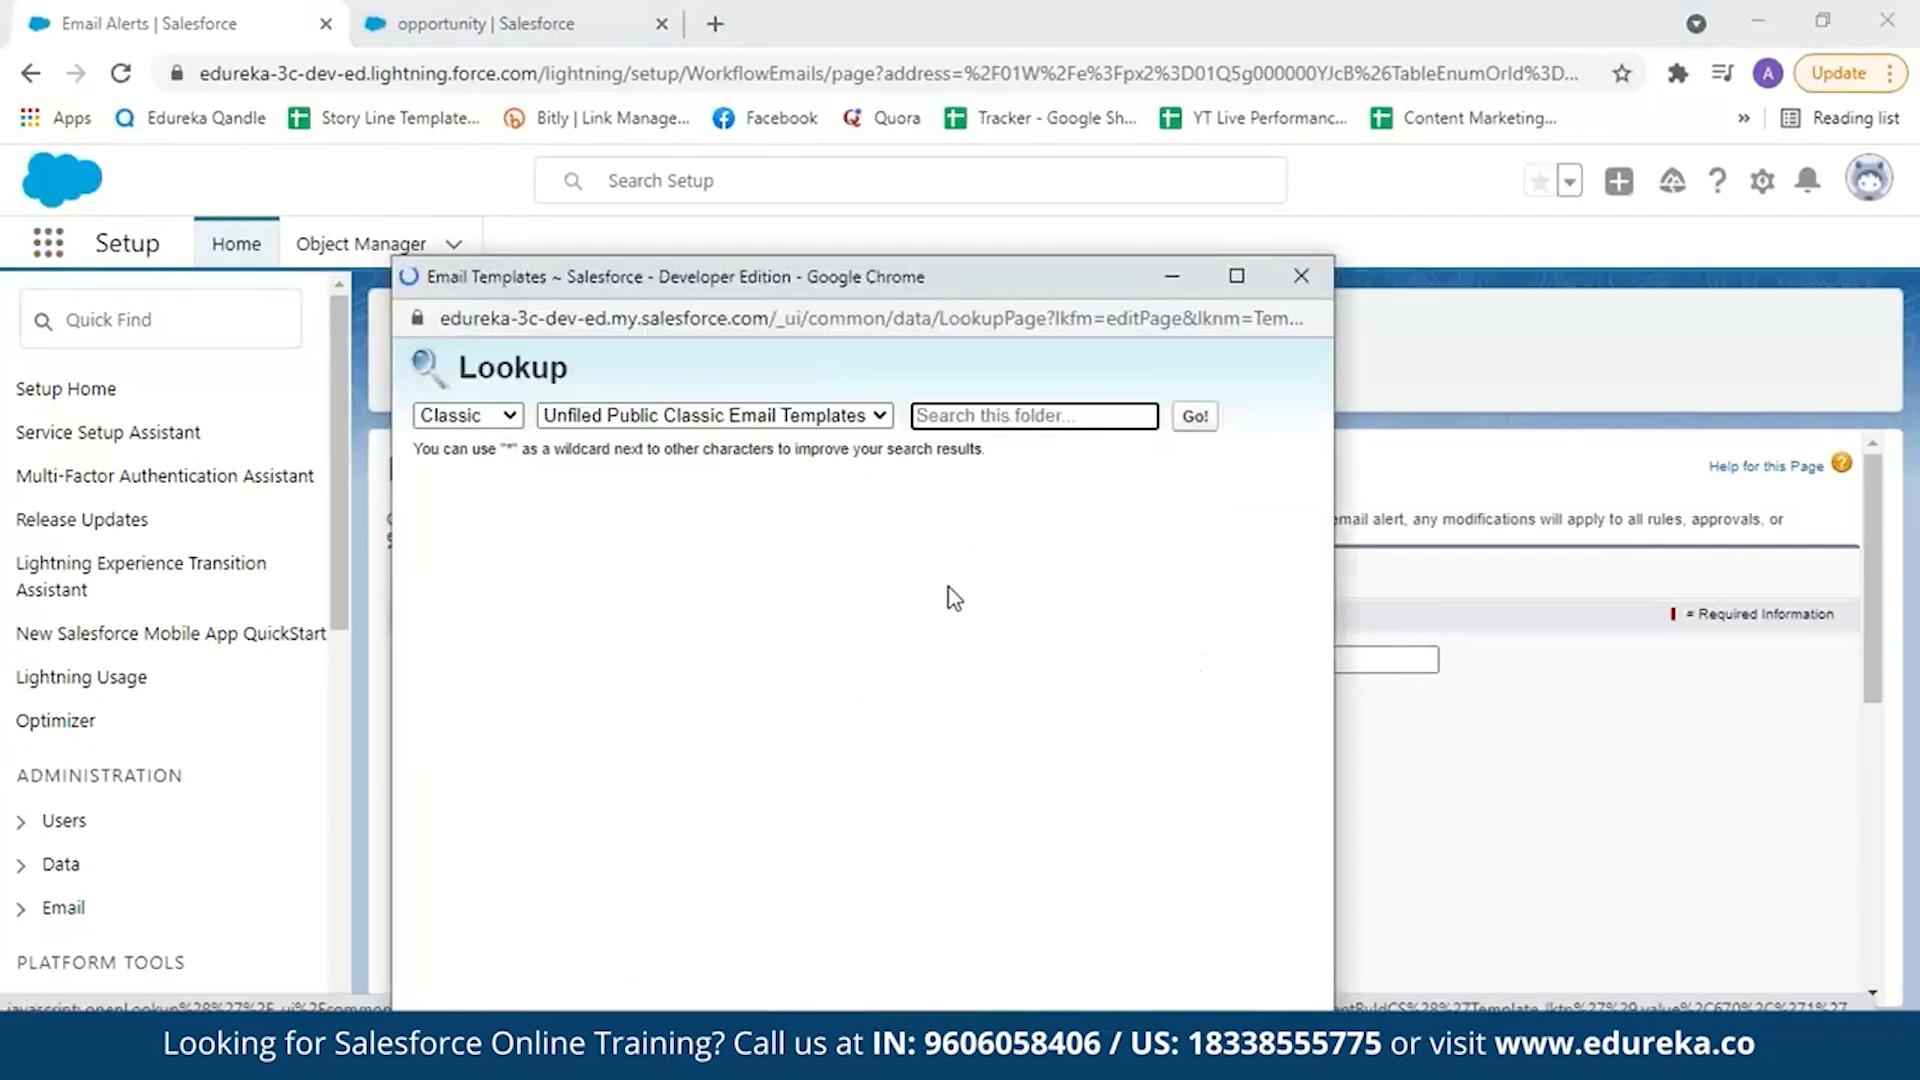 Email Alerts | Salesforce
opportunity | Salesforce
edureka-3c-dev-ed.lightning.force.com/lightning/setup/WorkflowEmails/page?address=%2F01W%2Fe%3Fpx2%3D01Q5g000000YJcB%26TableEnumOrId%3D...
A
Update
Apps
Edureka Qandle
Story Line Template...
Bitly | Link Manage...
Facebook
Quora
Tracker - Google Sh...
YT Live Performanc...
Content Marketing...
»
Reading list
Search Setup
Setup
Home
Object Manager
Email Templates ~ Salesforce - Developer Edition - Google Chrome
edureka-3c-dev-ed.my.salesforce.com/_ui/common/data/LookupPage?lkfm=editPage&lknm=Tem...
Lookup
Classic
Unfiled Public Classic Email Templates
Search this folder...
Go!
You can use "*" as a wildcard next to other characters to improve your search results.
Quick Find
Setup Home
Service Setup Assistant
Multi-Factor Authentication Assistant
Release Updates
Lightning Experience Transition
Assistant
New Salesforce Mobile App QuickStart
Lightning Usage
Optimizer
ADMINISTRATION
Users
Data
Email
PLATFORM TOOLS
Help for this Page
email alert, any modifications will apply to all rules, approvals, or
= Required Information
Looking for Salesforce Online Training? Call us at IN: 9606058406 / US: 18338555775 or visit www.edureka.co